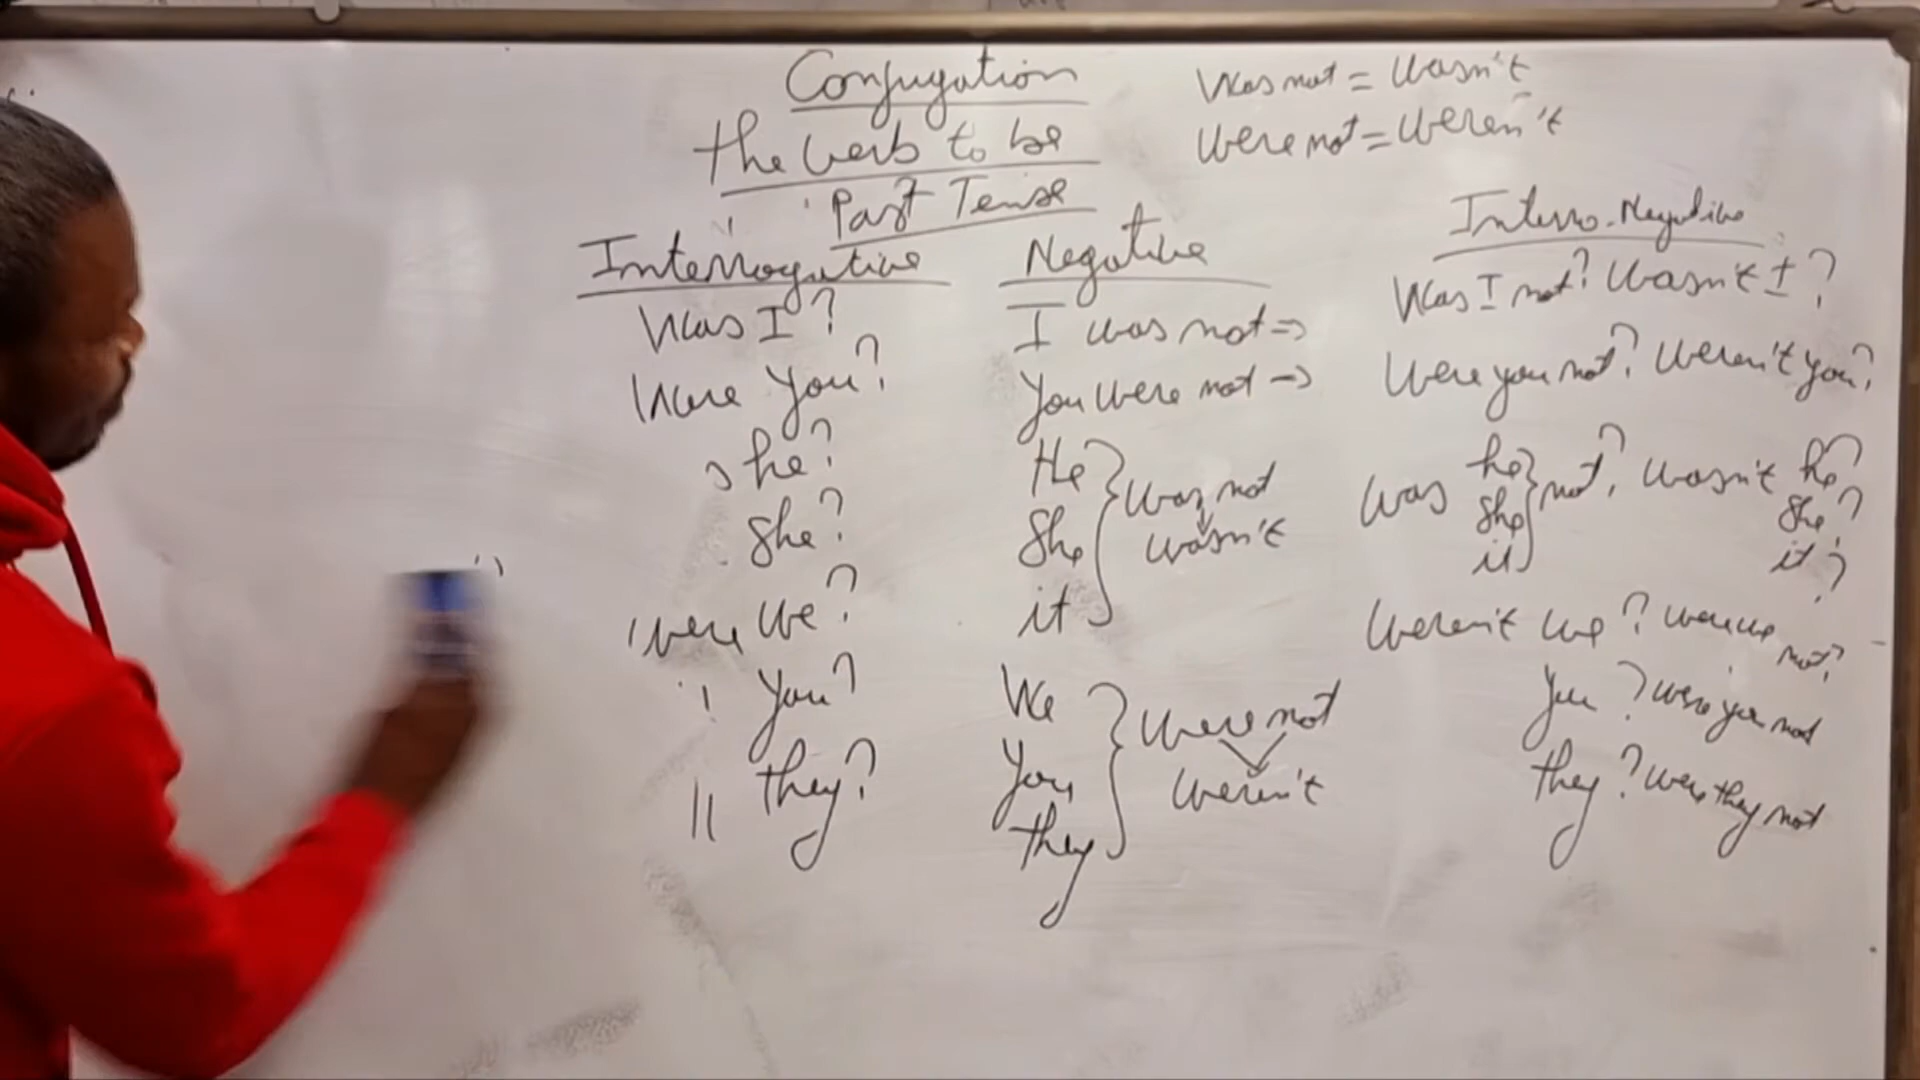 Conjugation
the verb to be
Past Tense
was not = wasn't
were not = weren't
Interrogative
Was I?
Were you?
he?
she?
were we?
you?
" they?
Negative
I was not =>
You were not ->
He
She
it
was not
wasn't
We
You
they
were not
weren't
Interro-Negative
Was I not? Wasn't I?
Were you not? Weren't you?
was he not? wasn't he?
she she?
it it?
Weren't we? were we not?
you? were you not
they? were they not